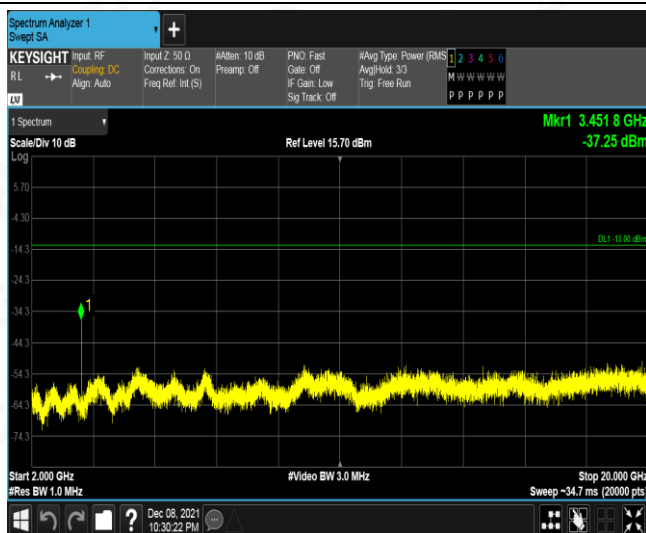 Spectrum Analyzer 1
Swept SA
+
KEYSIGHT Input: RF Input Z: 50 Ω #Atten: 10 dB PNO: Fast #Avg Type: Power (RMS 1 2 3 4 5 6
RL Coupling: DC Corrections: On Preamp: Off Gate: Off Avg|Hold: 3/3 M W W W W W
Align: Auto Freq Ref: Int (S) IF Gain: Low Trig: Free Run
Sig Track: Off P P P P P P
LXI
1 Spectrum Mkr1 3.451 8 GHz
Scale/Div 10 dB Ref Level 15.70 dBm -37.25 dBm
Log
5.70
-4.30
DL1 -13.00 dBm
-14.3
-24.3
1
-34.3
-44.3
-54.3
-64.3
-74.3
Start 2.000 GHz #Video BW 3.0 MHz Stop 20.000 GHz
#Res BW 1.0 MHz Sweep ~34.7 ms (20000 pts)
? Dec 08, 2021
10:30:22 PM